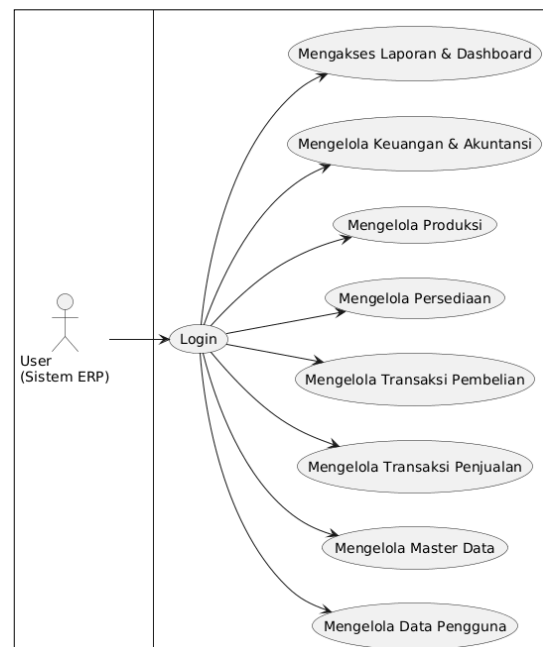 Mengakses Laporan & Dashboard
Mengelola Keuangan & Akuntansi
Mengelola Produksi
Mengelola Persediaan
Login
User
(Sistem ERP)
Mengelola Transaksi Pembelian
Mengelola Transaksi Penjualan
Mengelola Master Data
Mengelola Data Pengguna